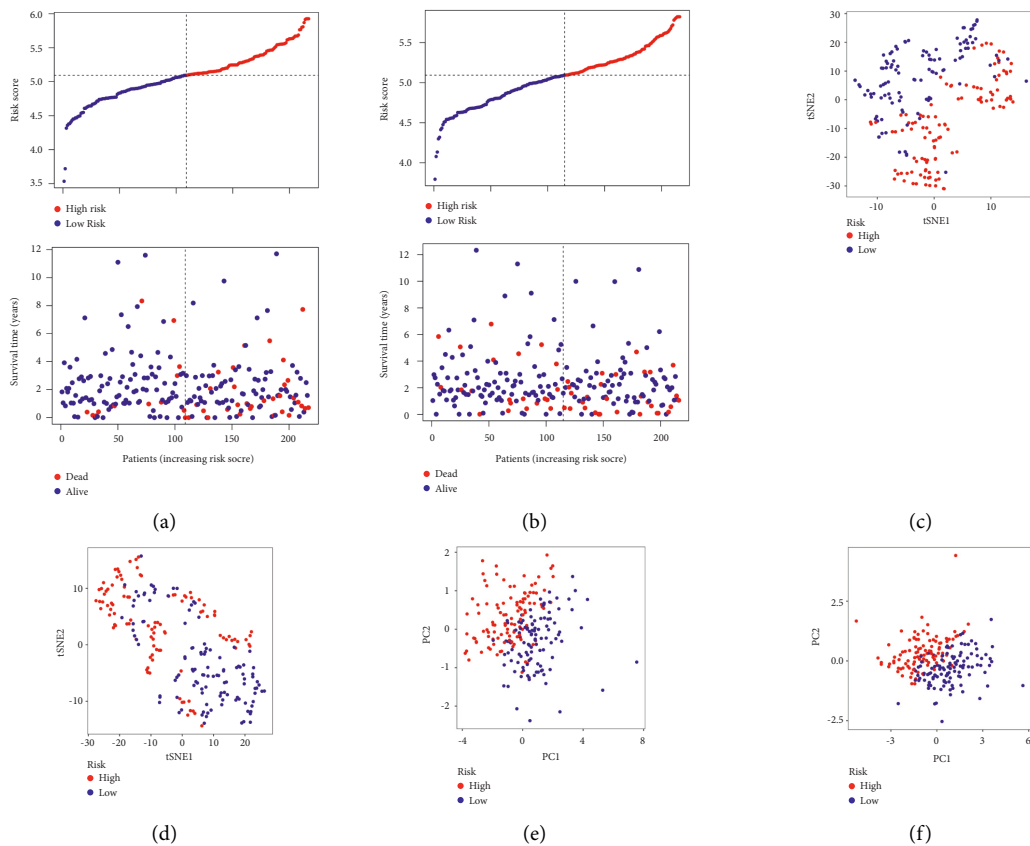 6.0
5.5
5.0
4.5
4.0
3.5
Risk score
High risk
Low Risk
12
10
8
6
4
2
0
Survival time (years)
0 50 100 150 200
Patients (increasing risk socre)
Dead
Alive
(a)
5.5
5.0
4.5
4.0
Risk score
High risk
Low Risk
12
10
8
6
4
2
0
Survival time (years)
0 50 100 150 200
Patients (increasing risk socre)
Dead
Alive
(b)
30
20
10
0
-10
-20
-30
tSNE2
-10 0 10
tSNE1
Risk
High
Low
(c)
10
0
-10
tSNE2
-30 -20 -10 0 10 20
tSNE1
Risk
High
Low
(d)
2
1
0
-1
-2
PC2
-4 0 4 8
PC1
Risk
High
Low
(e)
2.5
0.0
-2.5
PC2
-3 0 3 6
PC1
Risk
High
Low
(f)